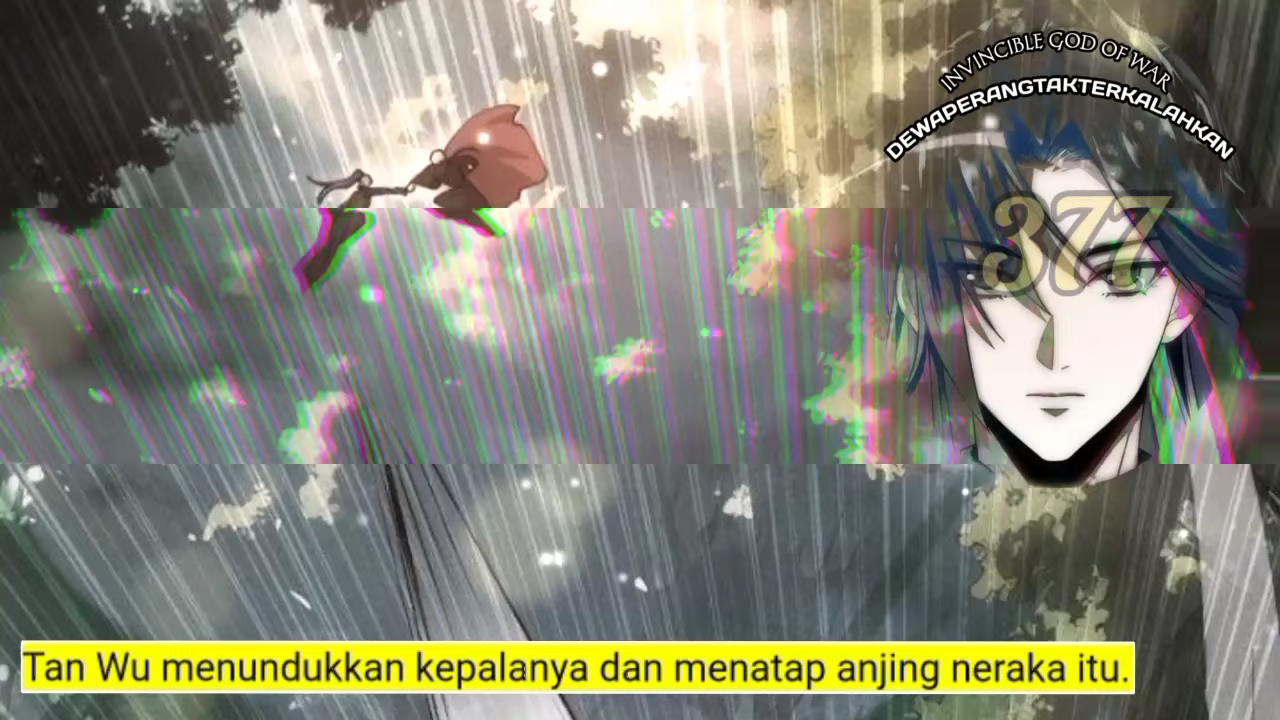 INVINCIBLE GOD OF WAR
DEWAPERANGTAKTERKALAHKAN
377
Tan Wu menundukkan kepalanya dan menatap anjing neraka itu.